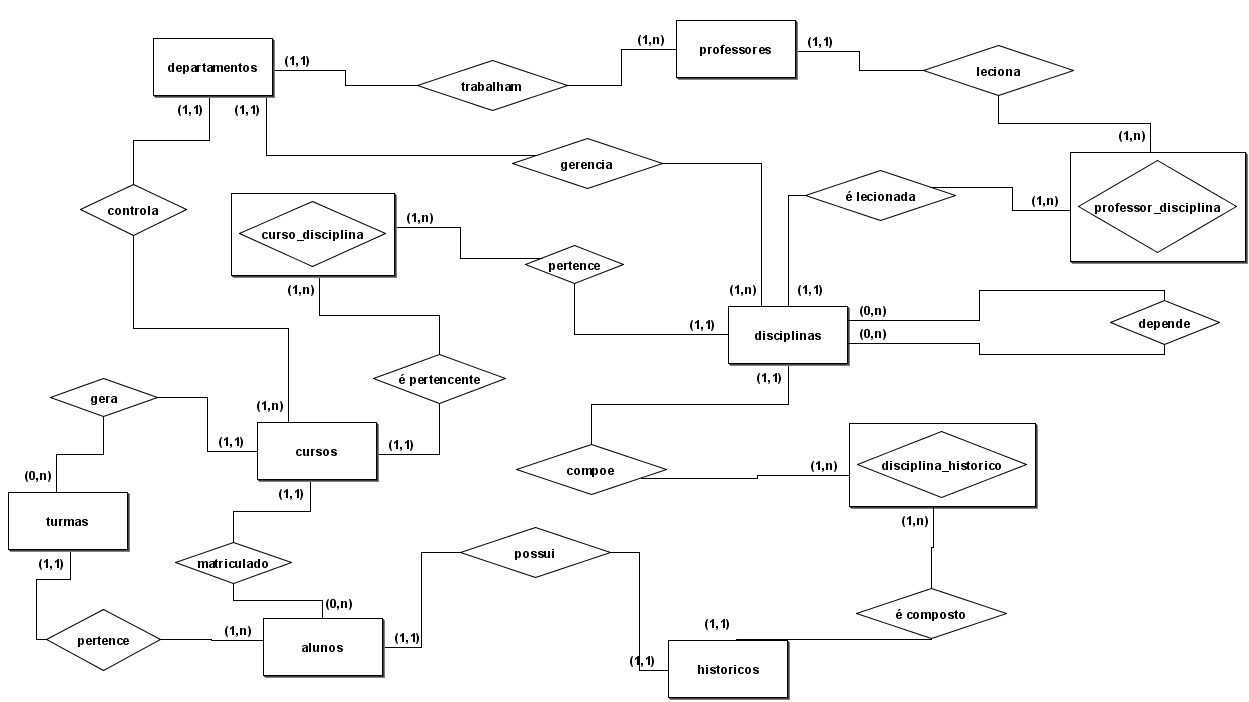 (1,n)
professores
(1,1)
departamentos
(1,1)
leciona
trabalham
(1,1)
(1,1)
(1,n)
gerencia
é lecionada
(1,n)
professor_disciplina
controla
curso_disciplina
(1,n)
pertence
(1,n)
(1,n)
(1,1)
(0,n)
depende
(1,1)
disciplinas
(0,n)
é pertencente
(1,1)
gera
(1,n)
(1,1)
cursos
(1,1)
compoe
(1,n)
disciplina_historico
(0,n)
(1,1)
turmas
(1,n)
possui
(1,1)
matriculado
(0,n)
é composto
(1,1)
pertence
(1,n)
alunos
(1,1)
(1,1)
historicos